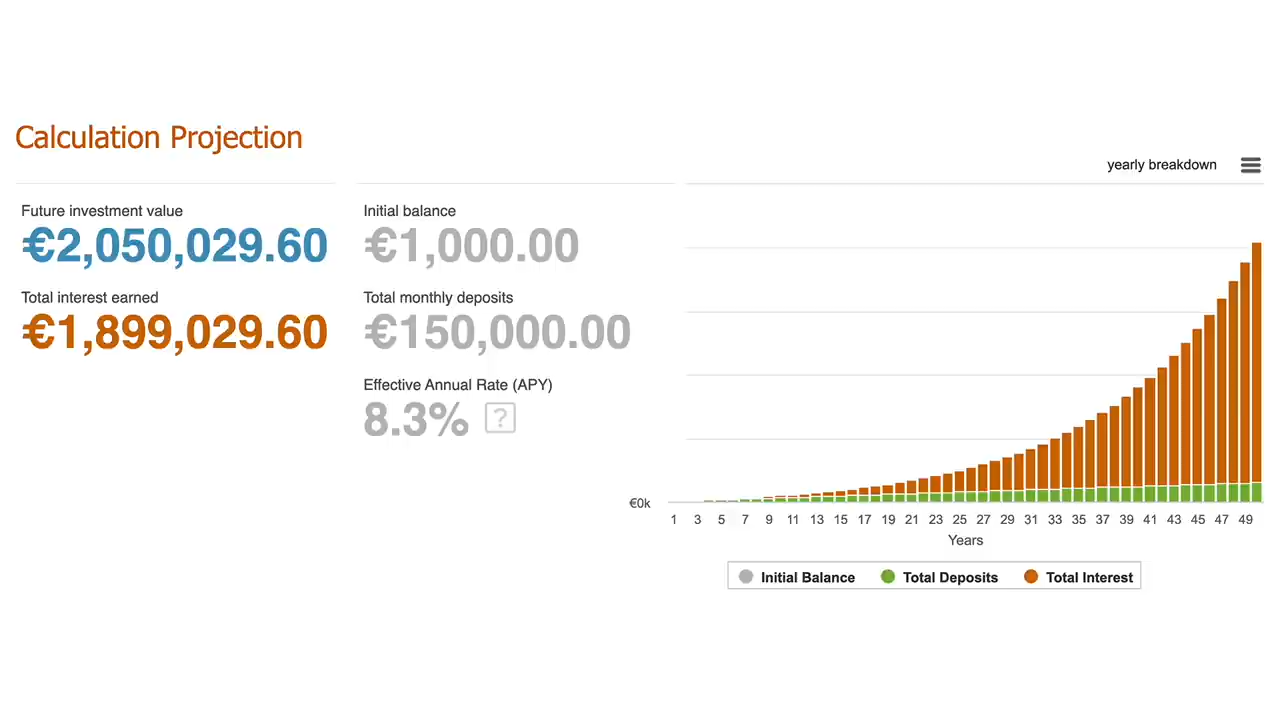 Calculation Projection
yearly breakdown
Future investment value
€2,050,029.60
Initial balance
€1,000.00
Total interest earned
€1,899,029.60
Total monthly deposits
€150,000.00
Effective Annual Rate (APY)
8.3% ?
€0k
1 3 5 7 9 11 13 15 17 19 21 23 25 27 29 31 33 35 37 39 41 43 45 47 49
Years
Initial Balance Total Deposits Total Interest